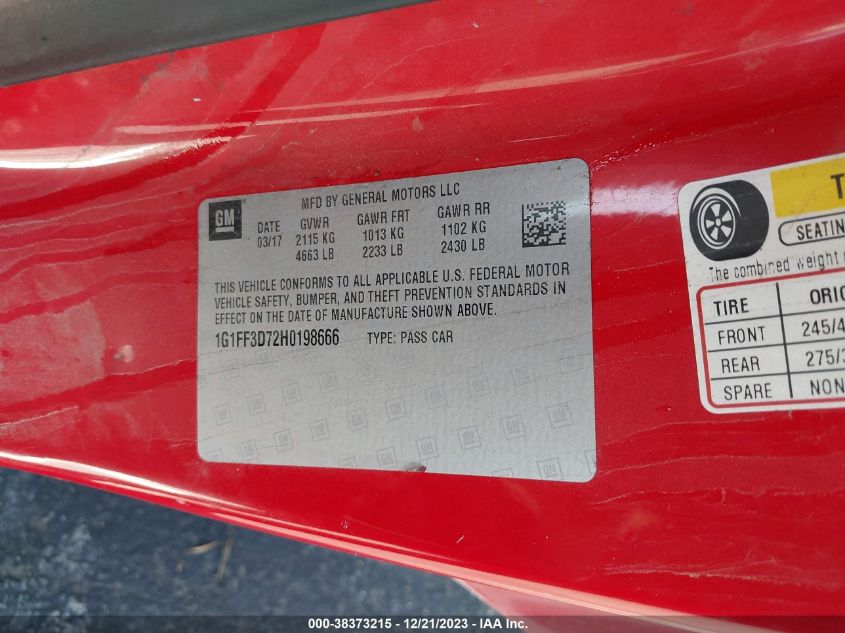 GM
MFD BY GENERAL MOTORS LLC
DATE GVWR GAWR FRT GAWR RR
03/17 2115 KG 1013 KG 1102 KG
4663 LB 2233 LB 2430 LB
THIS VEHICLE CONFORMS TO ALL APPLICABLE U.S. FEDERAL MOTOR
VEHICLE SAFETY, BUMPER, AND THEFT PREVENTION STANDARDS IN
EFFECT ON THE DATE OF MANUFACTURE SHOWN ABOVE.
1G1FF3D72H0198666 TYPE: PASS CAR
The combined weight
TIRE
FRONT 245/4
REAR 275/3
SPARE NON
000-38373215 - 12/21/2023 - IAA Inc.